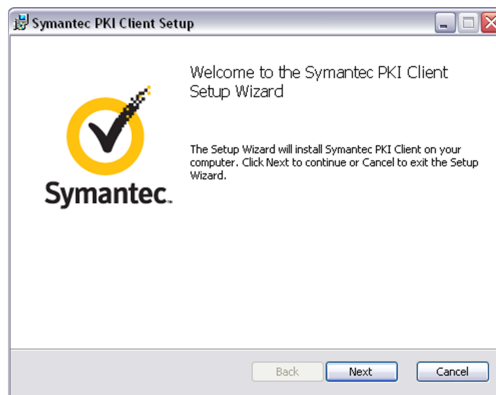 Symantec PKI Client Setup
Welcome to the Symantec PKI Client
Setup Wizard
The Setup Wizard will install Symantec PKI Client on your
computer. Click Next to continue or Cancel to exit the Setup
Wizard.
Symantec.
Back
Next
Cancel